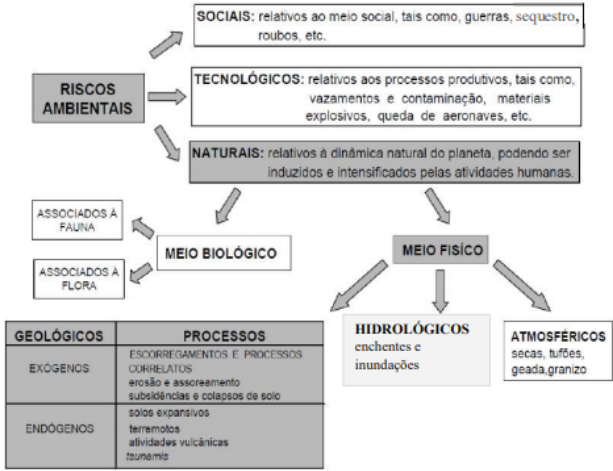 SOCIAIS: relativos ao meio social, tais como, guerras, sequestro,
roubos, etc.
RISCOS
AMBIENTAIS
TECNOLÓGICOS: relativos aos processos produtivos, tais como,
vazamentos e contaminação, materiais
explosivos, queda de aeronaves, etc.
NATURAIS: relativos à dinâmica natural do planeta, podendo ser
induzidos e intensificados pelas atividades humanas.
ASSOCIADOS À
FAUNA
ASSOCIADOS À
FLORA
MEIO BIOLÓGICO
MEIO FISÍCO
GEOLÓGICOS
PROCESSOS
EXÓGENOS
ESCORREGAMENTOS E PROCESSOS
CORRELATOS
erosão e assoreamento
subsidências e colapsos de solo
ENDÓGENOS
solos expansivos
terremotos
atividades vulcánicas
tsunamis
HIDROLÓGICOS
enchentes e
inundações
ATMOSFÉRICOS
secas, tufões,
geada,granizo